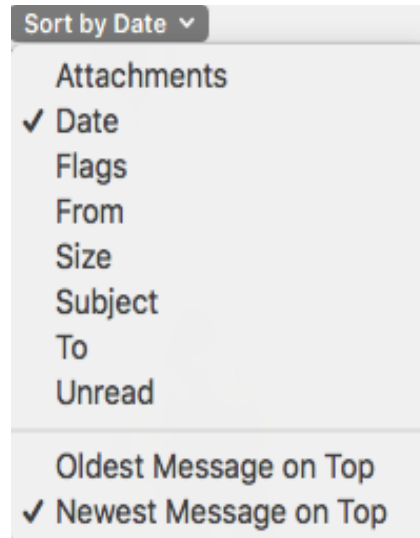 Sort by Date
Attachments
✓ Date
Flags
From
Size
Subject
To
Unread
Oldest Message on Top
✓ Newest Message on Top